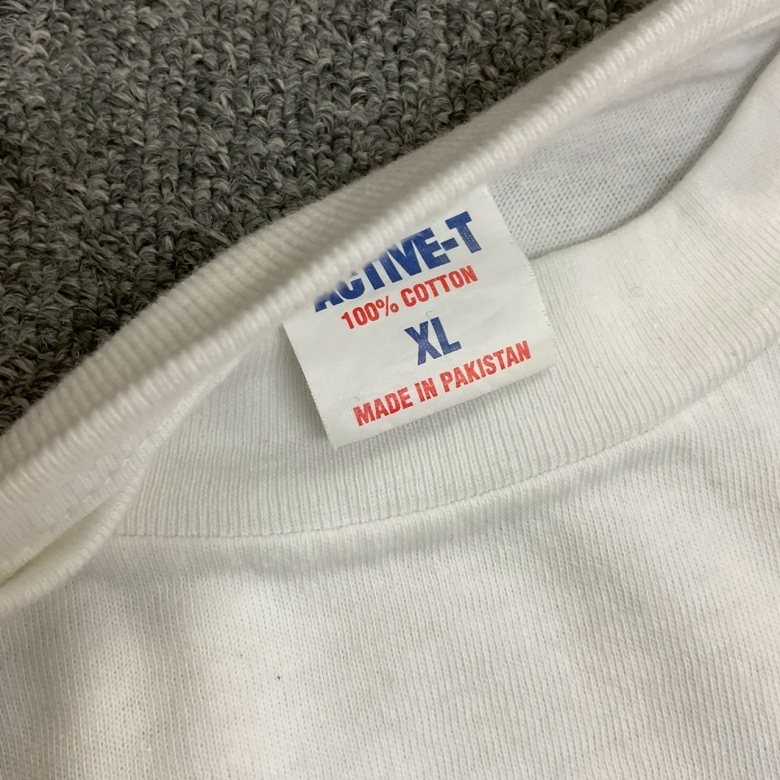 ACTIVE-T
100% COTTON
XL
MADE IN PAKISTAN